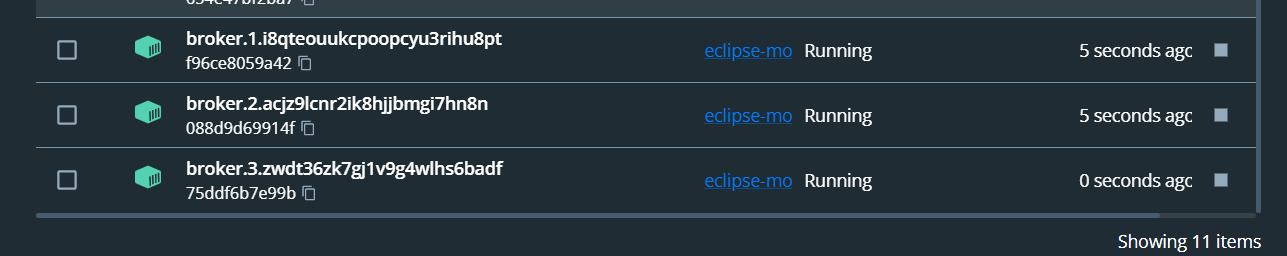 broker.1.i8qteouukcpoopcyu3rihu8pt
f96ce8059a42
eclipse-mo Running 5 seconds agc
broker.2.acjz9lcnr2ik8hjjbmgi7hn8n
088d9d69914f
eclipse-mo Running 5 seconds agc
broker.3.zwdt36zk7gj1v9g4wlhs6badf
75ddf6b7e99b
eclipse-mo Running 0 seconds agc
Showing 11 items